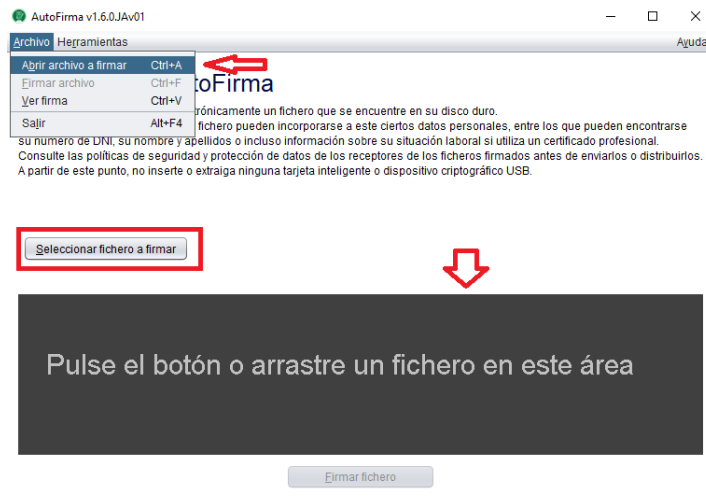 AutoFirma v1.6.0.JAv01
Archivo Herramientas Ayuda
Abrir archivo a firmar Ctrl+A
Firmar archivo Ctrl+F
Ver firma Ctrl+V
Salir Alt+F4
toFirma
trónicamente un fichero que se encuentre en su disco duro.
fichero pueden incorporarse a este ciertos datos personales, entre los que pueden encontrarse
su número de DNI, su nombre y apellidos o incluso información sobre su situación laboral si utiliza un certificado profesional.
Consulte las políticas de seguridad y protección de datos de los receptores de los ficheros firmados antes de enviarlos o distribuirlos.
A partir de este punto, no inserte o extraiga ninguna tarjeta inteligente o dispositivo criptográfico USB.
Seleccionar fichero a firmar
Pulse el botón o arrastre un fichero en este área
Firmar fichero